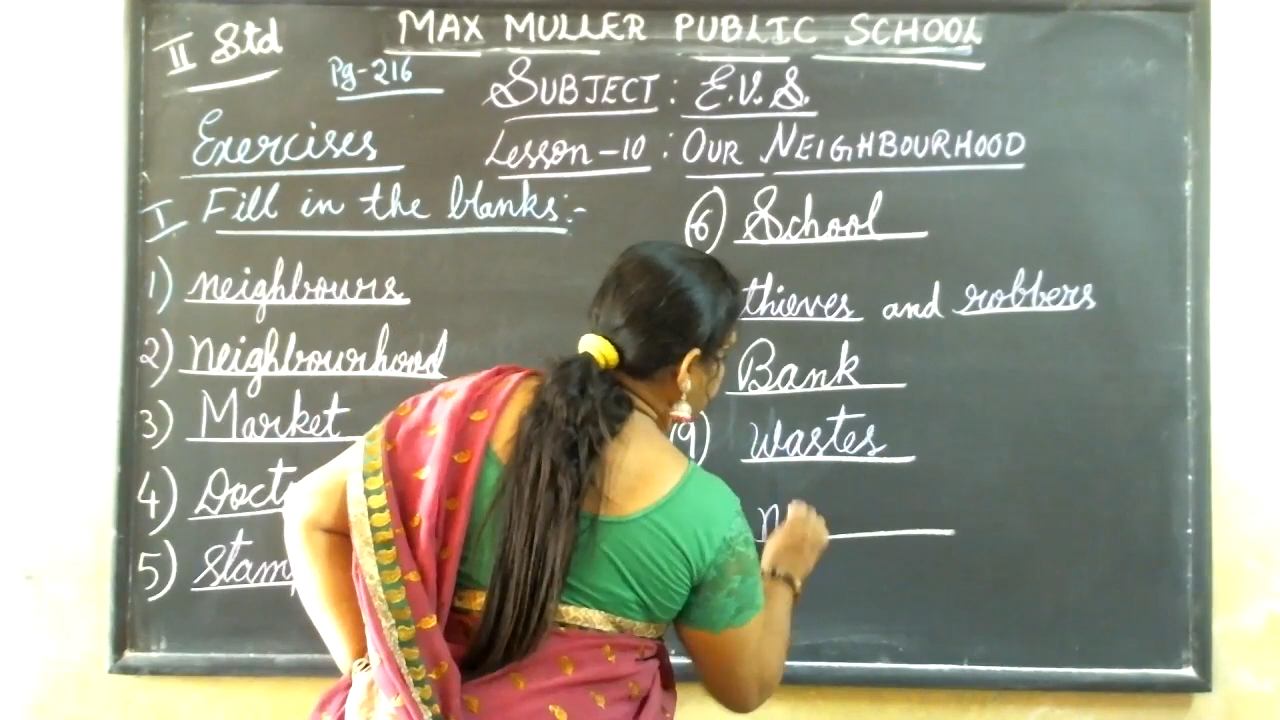 II Std
MAX MULLER PUBLIC SCHOOL
Pg-216
SUBJECT : E.V.S.
Exercises
Lesson-10 : OUR NEIGHBOURHOOD
I Fill in the blanks:-
1) neighbours
2) Neighbourhood
3) Market
4)
5)
6) School
thieves and robbers
Bank
9) Wastes